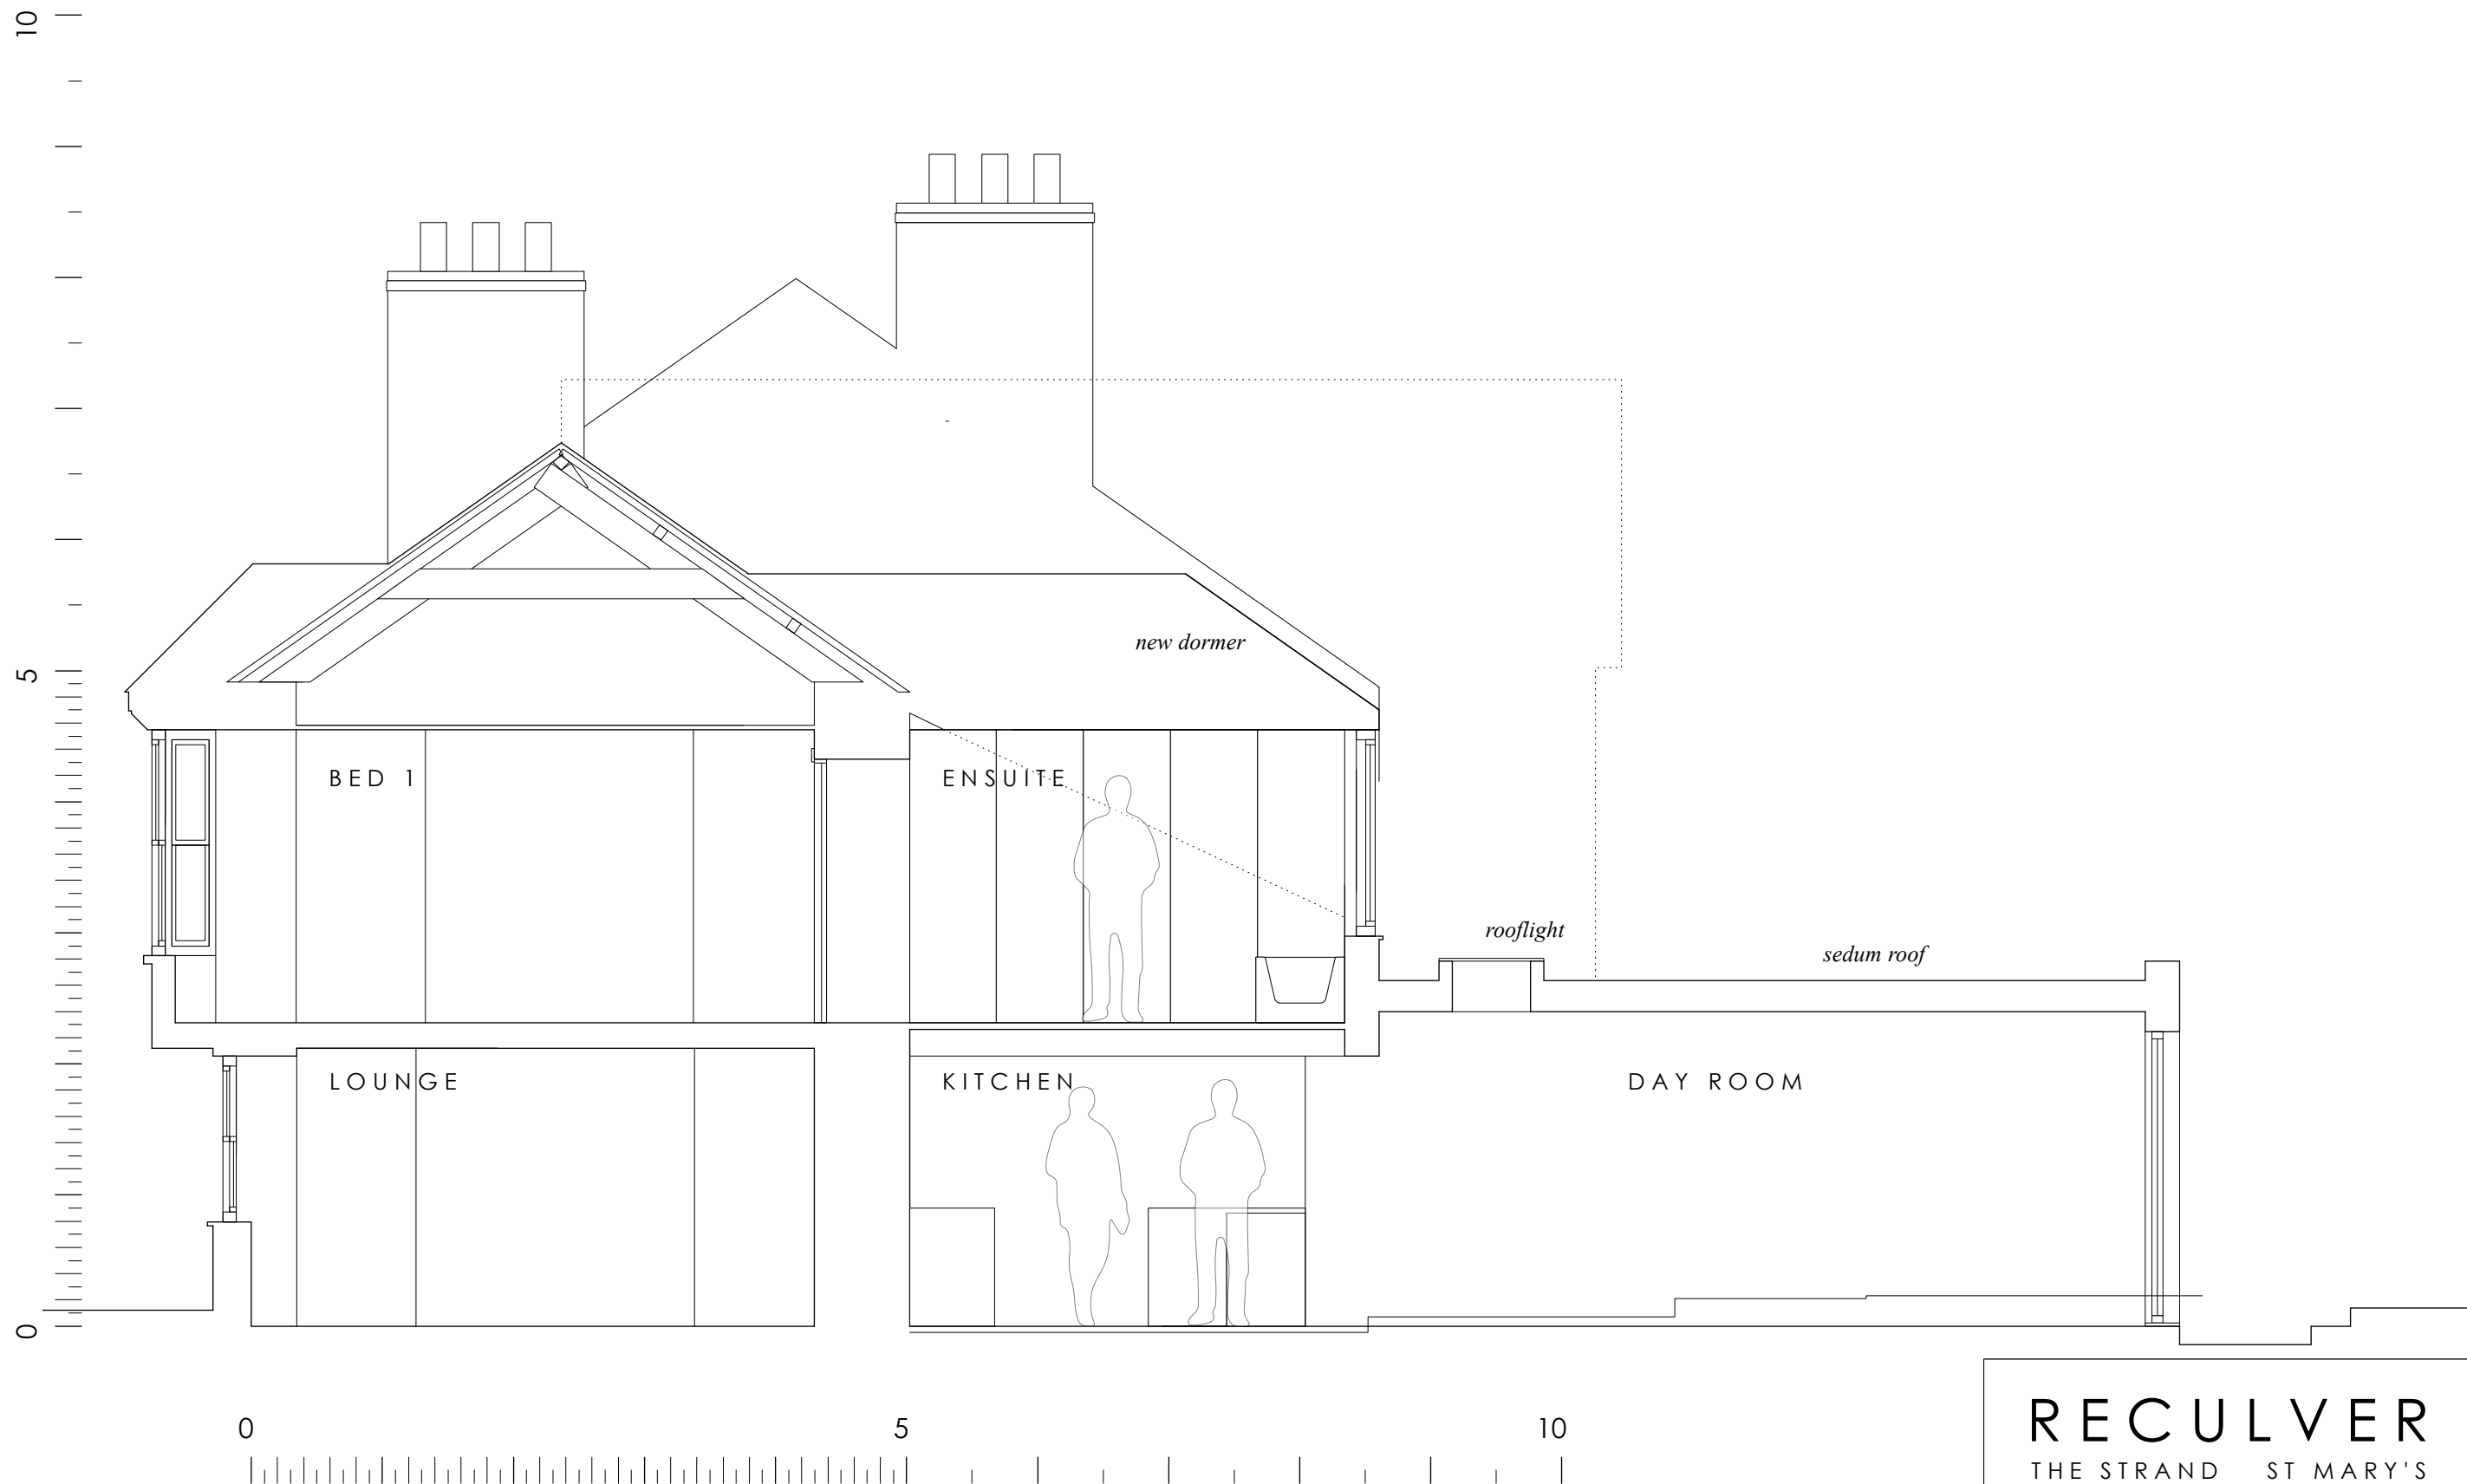 10
new dormer
5
BED 1
ENSUITE
rooflight
sedum roof
LOUNGE
KITCHEN
DAY ROOM
0
0 5 10
RECULVER
THE STRAND ST MARY'S